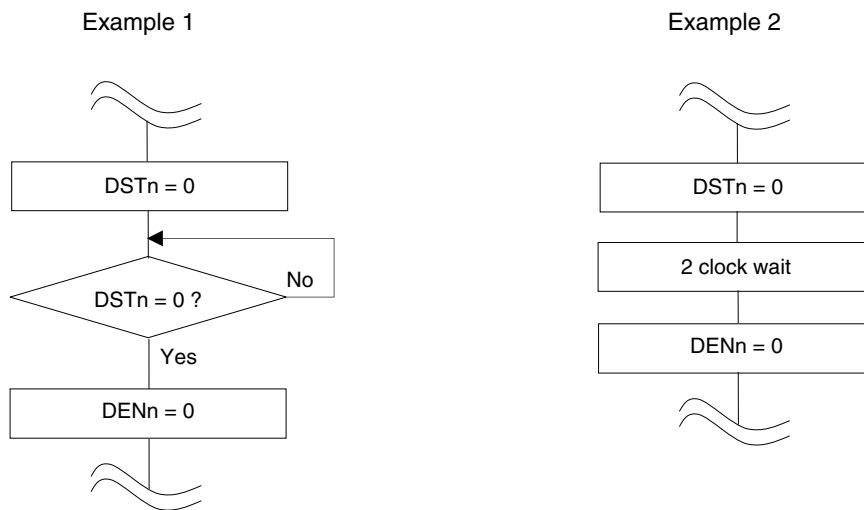 Example 1
DSTn = 0
DSTn = 0 ?
No
Yes
DENn = 0
Example 2
DSTn = 0
2 clock wait
DENn = 0